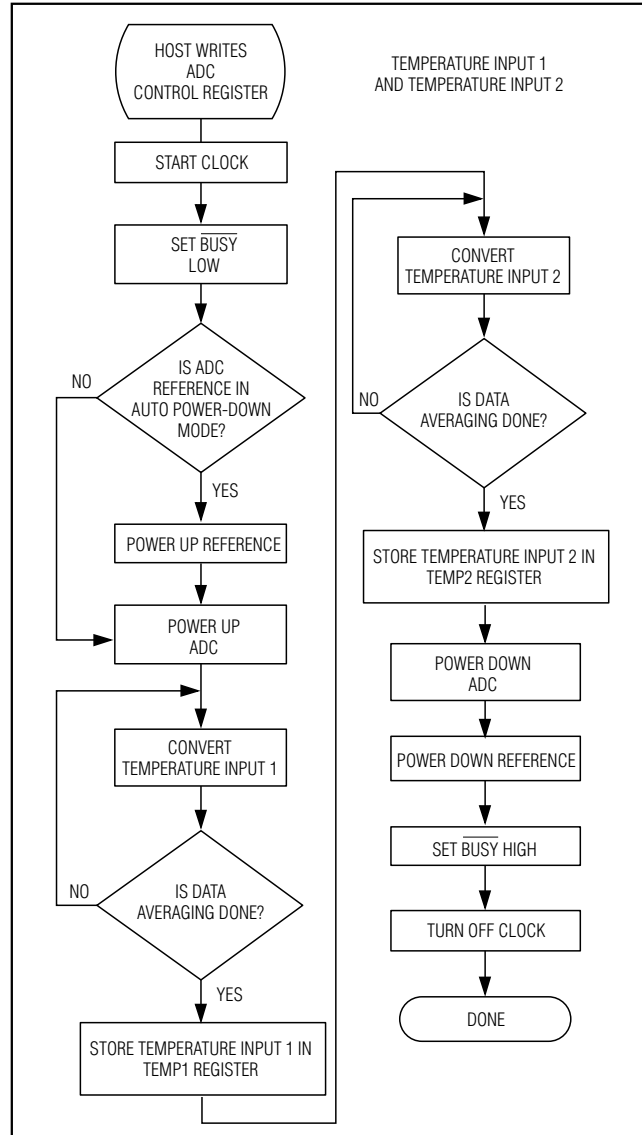 HOST WRITES
ADC
CONTROL REGISTER
TEMPERATURE INPUT 1
AND TEMPERATURE INPUT 2
START CLOCK
SET BUSY
LOW
IS ADC
REFERENCE IN
AUTO POWER-DOWN
MODE?
NO
YES
POWER UP REFERENCE
POWER UP
ADC
CONVERT
TEMPERATURE INPUT 1
IS DATA
AVERAGING DONE?
NO
YES
STORE TEMPERATURE INPUT 1 IN
TEMP1 REGISTER
CONVERT
TEMPERATURE INPUT 2
IS DATA
AVERAGING DONE?
NO
YES
STORE TEMPERATURE INPUT 2 IN
TEMP2 REGISTER
POWER DOWN
ADC
POWER DOWN REFERENCE
SET BUSY HIGH
TURN OFF CLOCK
DONE